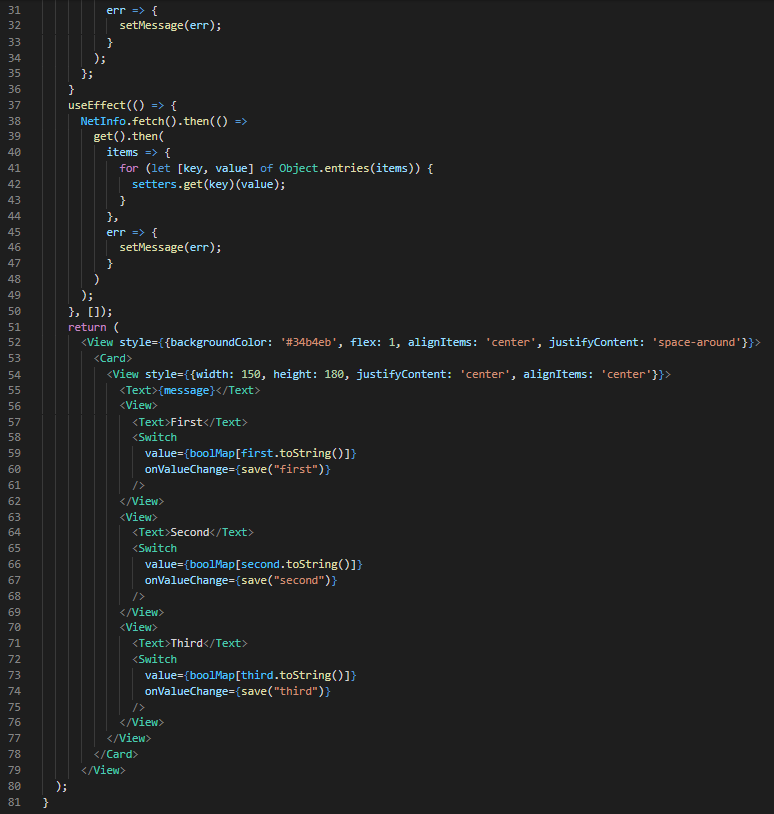 31 err => {
32 setMessage(err);
33 }
34 );
35 };
36 }
37 useEffect(() => {
38 NetInfo.fetch().then(() =>
39 get().then(
40 items => {
41 for (let [key, value] of Object.entries(items)) {
42 setters.get(key)(value);
43 }
44 },
45 err => {
46 setMessage(err);
47 }
48 )
49 );
50 }, []);
51 return (
52 <View style={{backgroundColor: '#34b4eb', flex: 1, alignItems: 'center', justifyContent: 'space-around'}}>
53 <Card>
54 <View style={{width: 150, height: 180, justifyContent: 'center', alignItems: 'center'}}>
55 <Text>{message}</Text>
56 <View>
57 <Text>First</Text>
58 <Switch
59 value={boolMap[first.toString()]}
60 onValueChange={save("first")}
61 />
62 </View>
63 <View>
64 <Text>Second</Text>
65 <Switch
66 value={boolMap[second.toString()]}
67 onValueChange={save("second")}
68 />
69 </View>
70 <View>
71 <Text>Third</Text>
72 <Switch
73 value={boolMap[third.toString()]}
74 onValueChange={save("third")}
75 />
76 </View>
77 </View>
78 </Card>
79 </View>
80 );
81 }